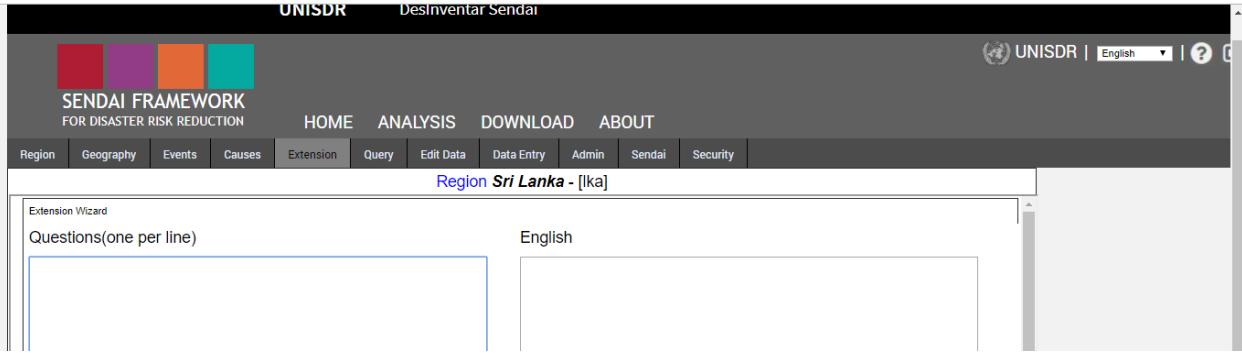 UNISDR DesInventar Sendai
UNISDR | English | ?
SENDAI FRAMEWORK
FOR DISASTER RISK REDUCTION
HOME ANALYSIS DOWNLOAD ABOUT
Region Geography Events Causes Extension Query Edit Data Data Entry Admin Sendai Security
Region Sri Lanka - [lka]
Extension Wizard
Questions(one per line) English